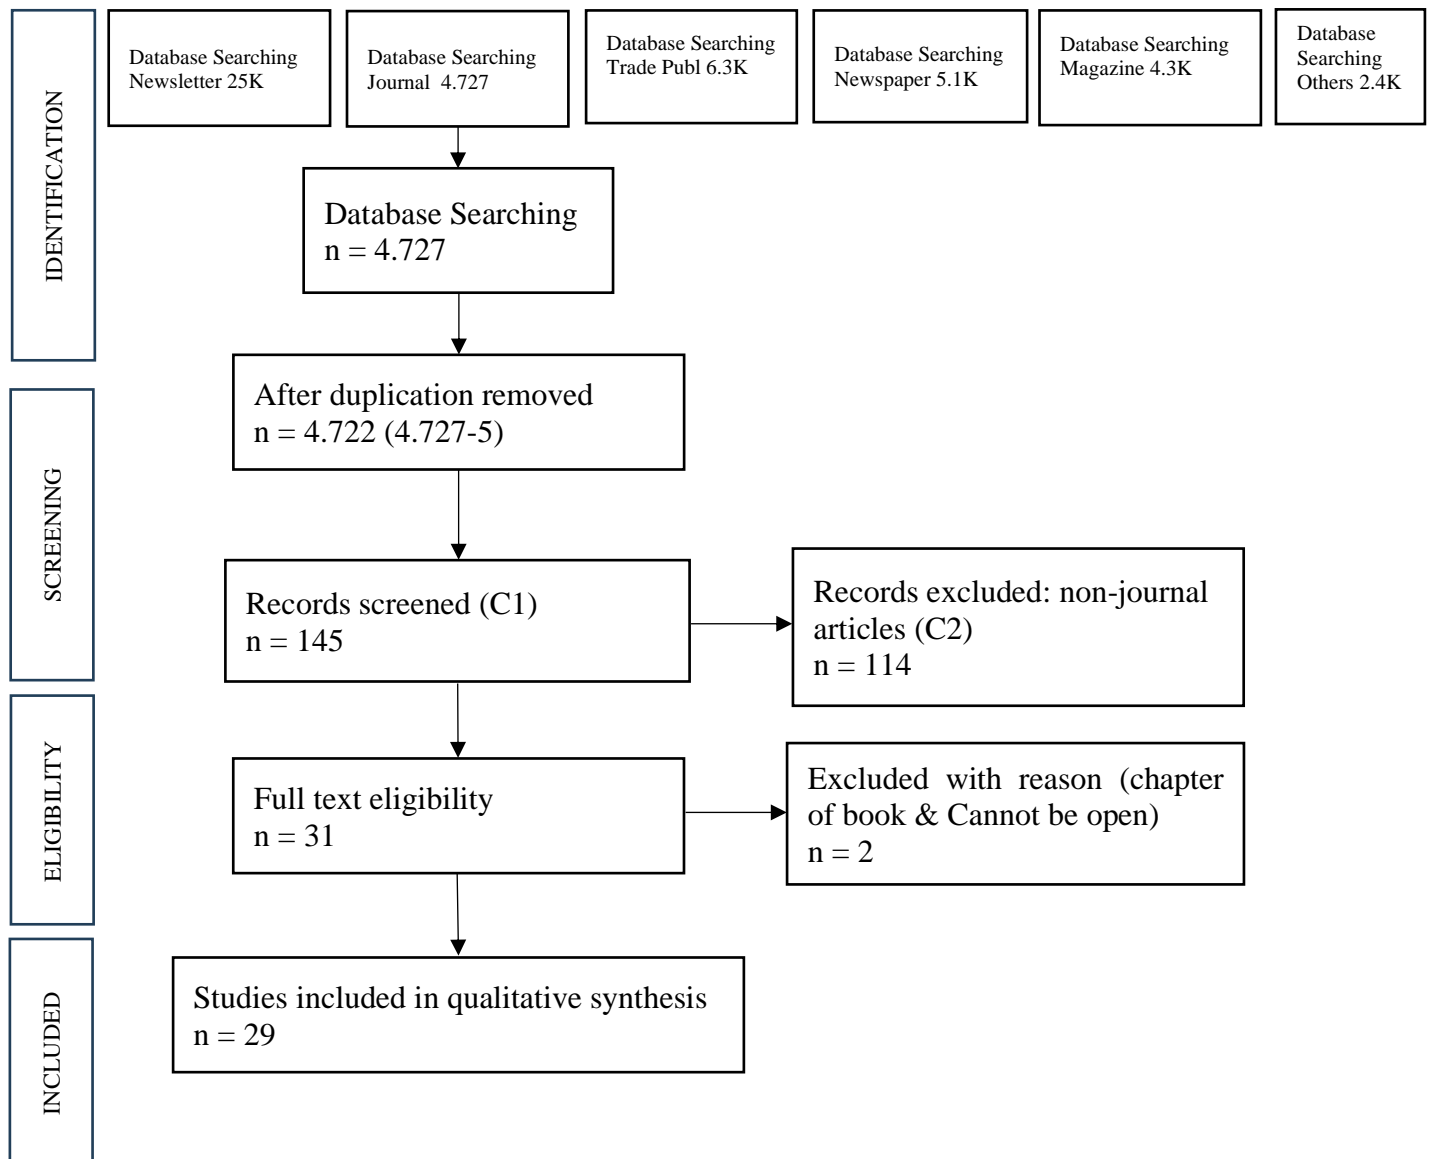 IDENTIFICATION
Database Searching
Newsletter 25K
Database Searching
Journal 4.727
Database Searching
Trade Publ 6.3K
Database Searching
Newspaper 5.1K
Database Searching
Magazine 4.3K
Database
Searching
Others 2.4K
Database Searching
n = 4.727
After duplication removed
n = 4.722 (4.727-5)
SCREENING
Records screened (C1)
n = 145
Records excluded: non-journal
articles (C2)
n = 114
ELIGIBILITY
Full text eligibility
n = 31
Excluded with reason (chapter
of book & Cannot be open)
n = 2
INCLUDED
Studies included in qualitative synthesis
n = 29